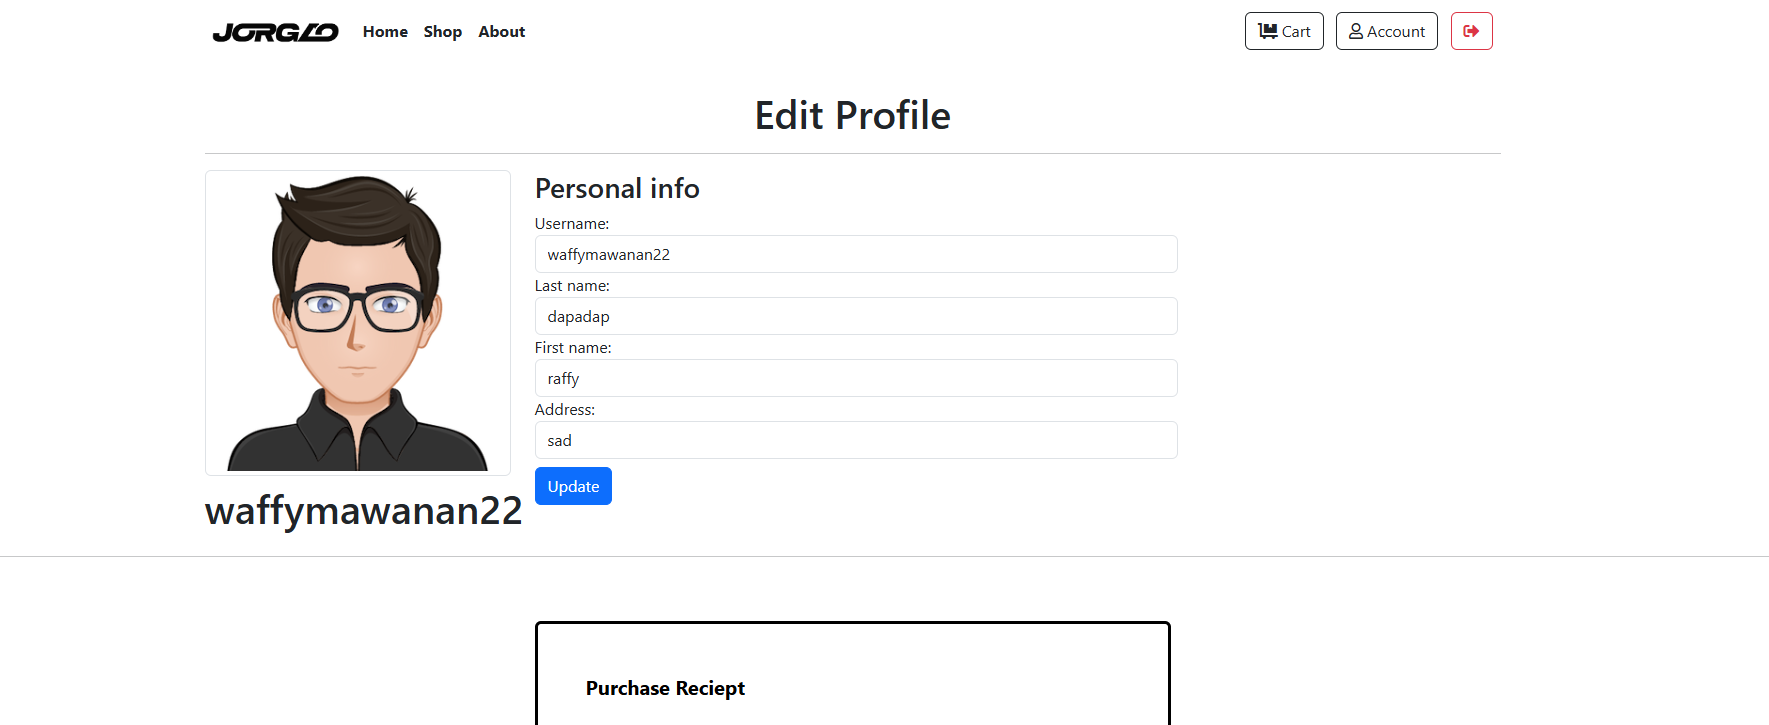 JORGLO Home Shop About Cart Account
Edit Profile
Personal info
Username:
waffymawanan22
Last name:
dapadap
First name:
raffy
Address:
sad
Update
waffymawanan22
Purchase Reciept